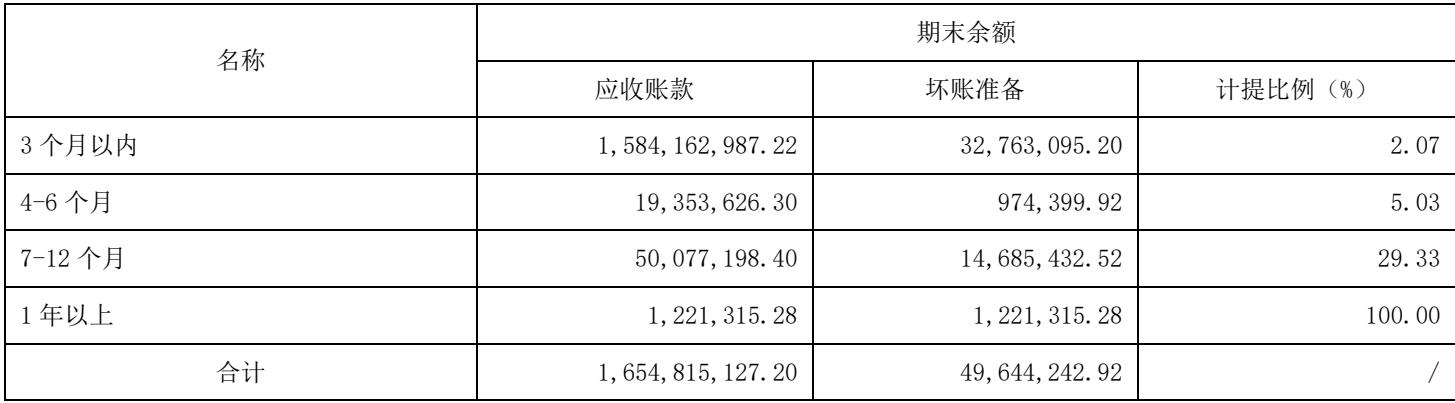 名称 期末余额
应收账款 坏账准备 计提比例（%）
3 个月以内 1,584,162,987.22 32,763,095.20 2.07
4-6 个月 19,353,626.30 974,399.92 5.03
7-12 个月 50,077,198.40 14,685,432.52 29.33
1 年以上 1,221,315.28 1,221,315.28 100.00
合计 1,654,815,127.20 49,644,242.92 /